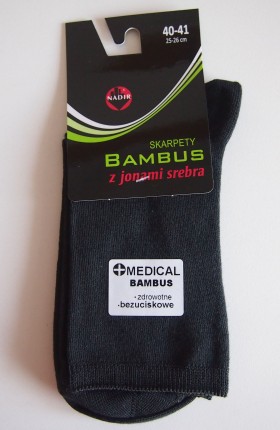 40-41
25-26 cm
NADIR
SKARPETY
BAMBUS
z jonami srebra
MEDICAL
BAMBUS
-zdrowotne
-bezuciskowe